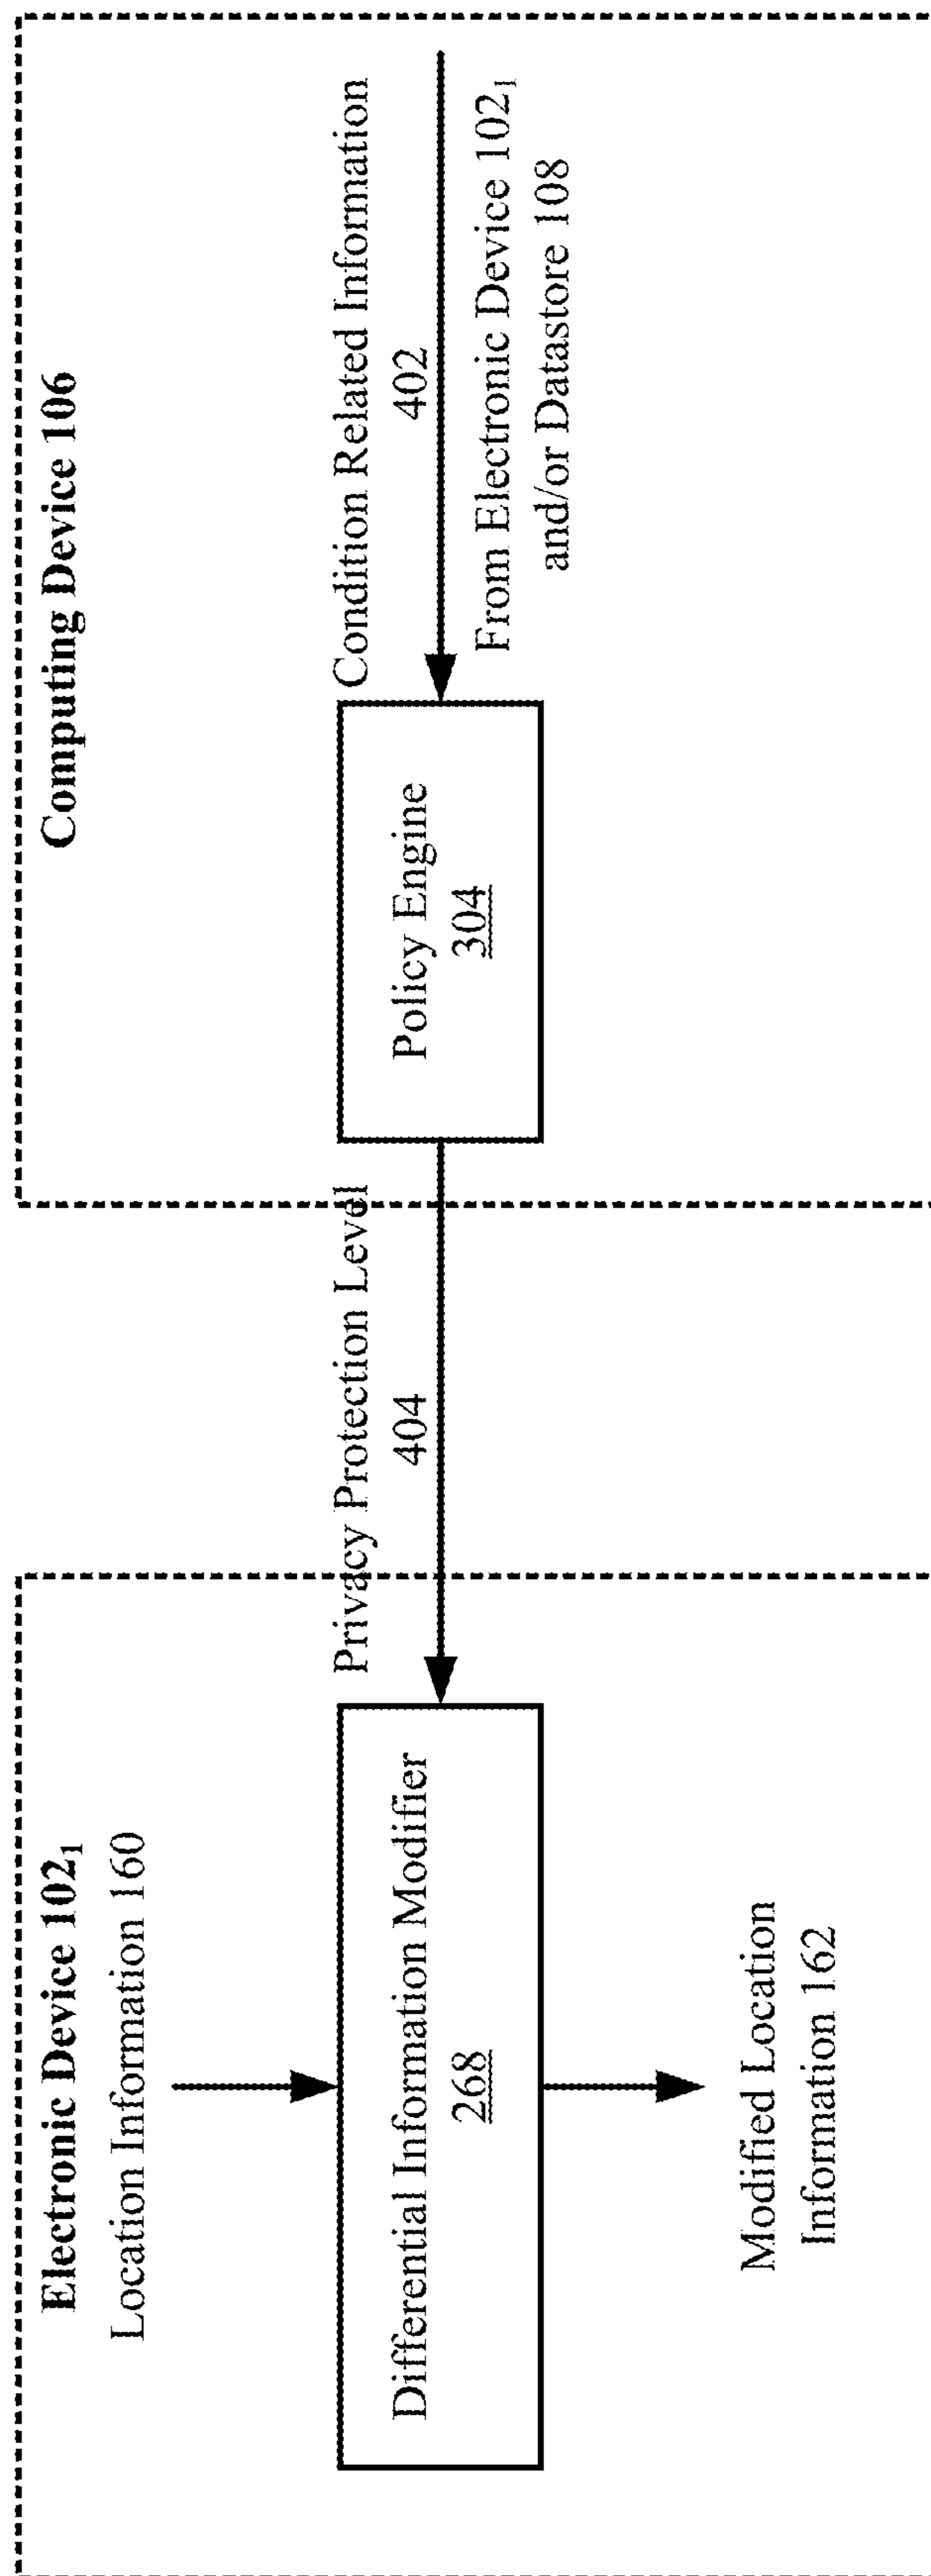 Electronic Device 102₁
Location Information 160
Differential Information Modifier
268
Modified Location
Information 162
Privacy Protection Level
404
Computing Device 106
Policy Engine
304
Condition Related Information
402
From Electronic Device 102₁
and/or Datastore 108